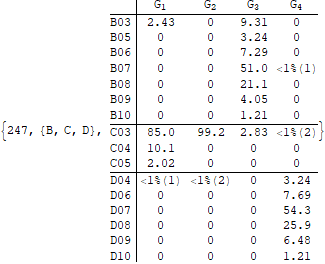 G1 G2 G3 G4
B03 2.43 0 9.31 0
B05 0 0 3.24 0
B06 0 0 7.29 0
B07 0 0 51.0 <1%(1)
B08 0 0 21.1 0
B09 0 0 4.05 0
B10 0 0 1.21 0
{247, {B, C, D}, C03 85.0 99.2 2.83 <1%(2) }
C04 10.1 0 0 0
C05 2.02 0 0 0
D04 <1%(1) <1%(2) 0 3.24
D06 0 0 0 7.69
D07 0 0 0 54.3
D08 0 0 0 25.9
D09 0 0 0 6.48
D10 0 0 0 1.21